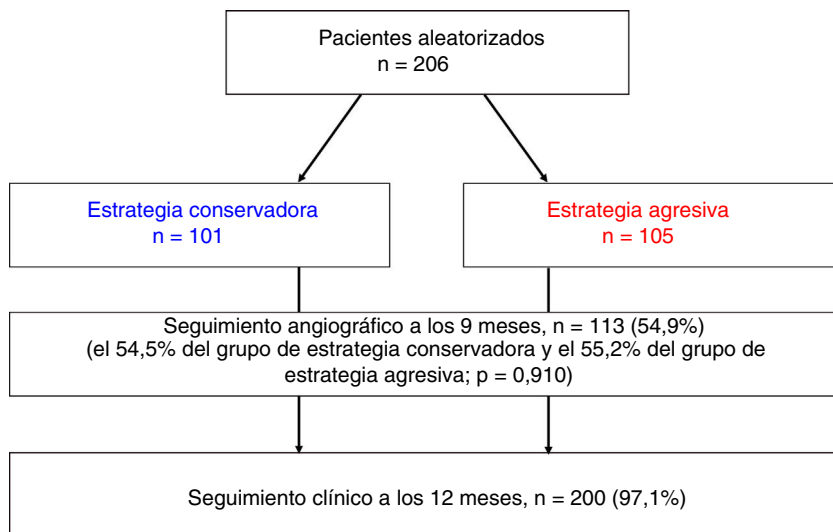 Pacientes aleatorizados
n = 206
Estrategia conservadora
n = 101
Estrategia agresiva
n = 105
Seguimiento angiográfico a los 9 meses, n = 113 (54,9%)
(el 54,5% del grupo de estrategia conservadora y el 55,2% del grupo de
estrategia agresiva; p = 0,910)
Seguimiento clínico a los 12 meses, n = 200 (97,1%)